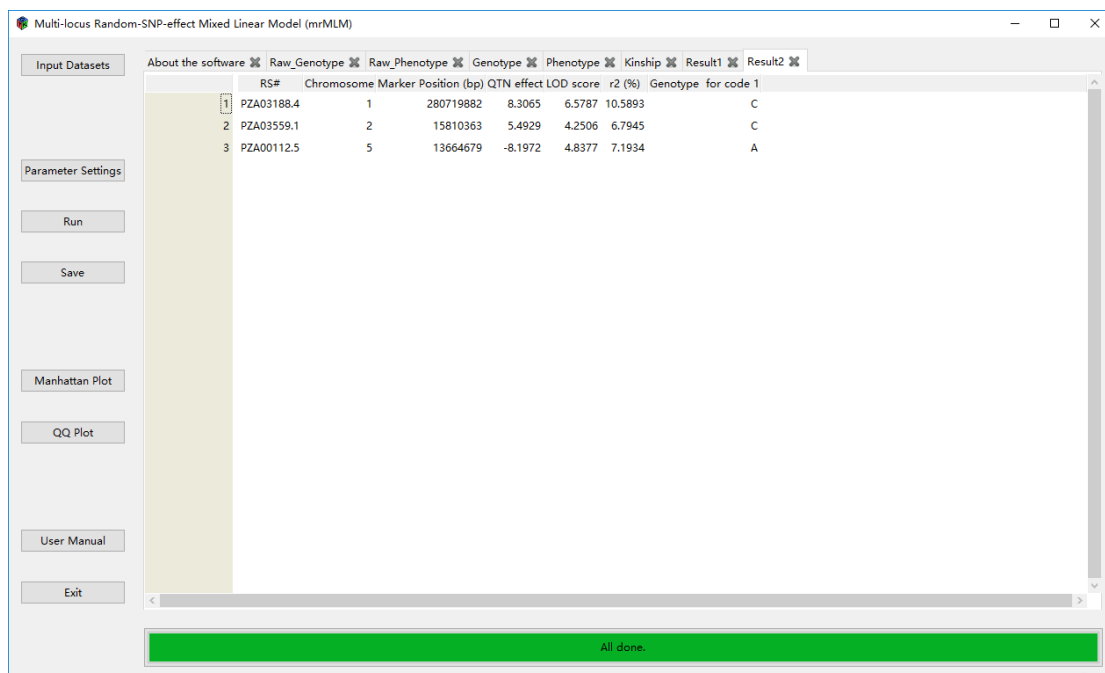 Multi-locus Random-SNP-effect Mixed Linear Model (mrMLM)
Input Datasets
About the software Raw_Genotype Raw_Phenotype Genotype Phenotype Kinship Result1 Result2
RS# Chromosome Marker Position (bp) QTN effect LOD score r2 (%) Genotype for code 1
1 PZA03188.4 1 280719882 8.3065 6.5787 10.5893 C
2 PZA03559.1 2 15810363 5.4929 4.2506 6.7945 C
3 PZA00112.5 5 13664679 -8.1972 4.8377 7.1934 A
Parameter Settings
Run
Save
Manhattan Plot
QQ Plot
User Manual
Exit
All done.